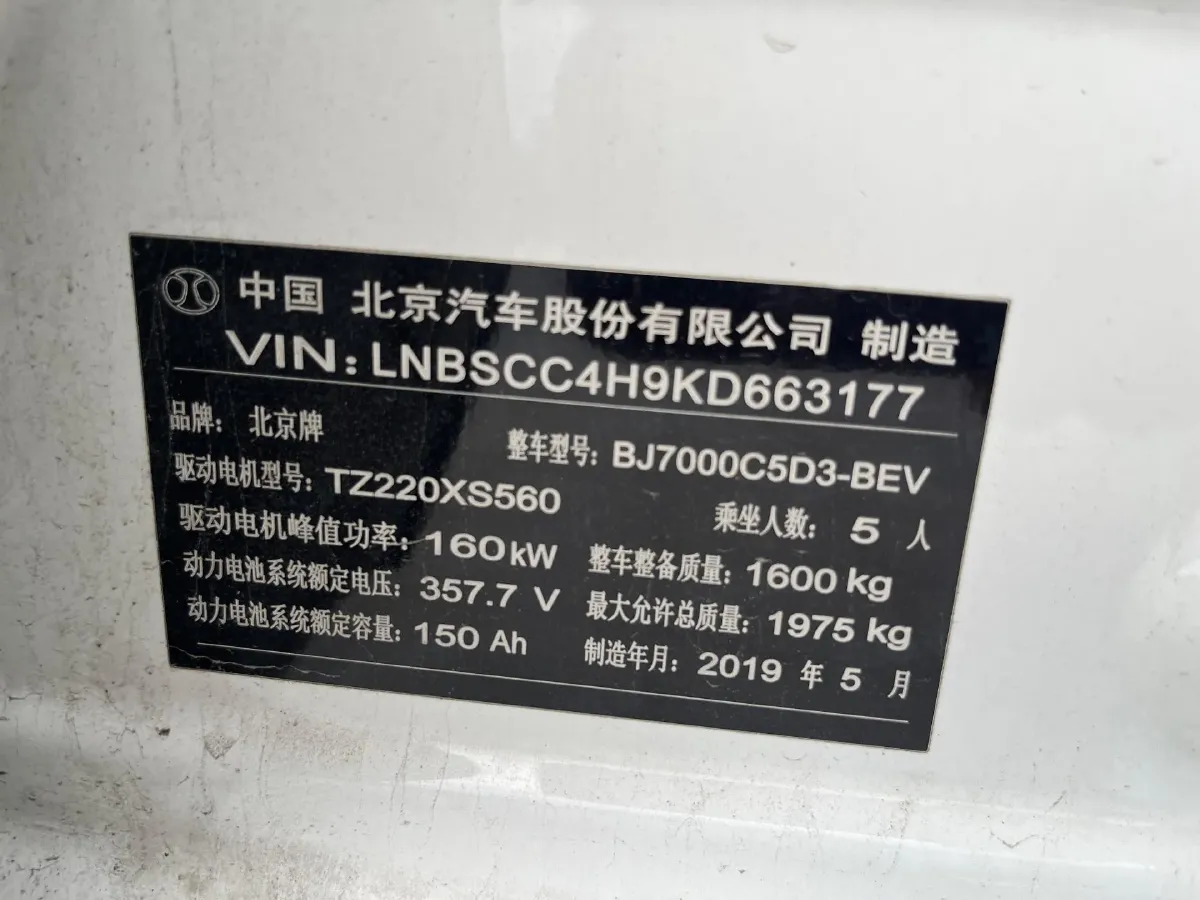 中国 北京汽车股份有限公司 制造
VIN: LNBSCC4H9KD663177
品牌: 北京牌
整车型号: BJ7000C5D3-BEV
驱动电机型号: TZ220XS560
乘坐人数: 5 人
驱动电机峰值功率: 160kW
整车整备质量: 1600 kg
动力电池系统额定电压: 357.7 V
最大允许总质量: 1975 kg
动力电池系统额定容量: 150 Ah
制造年月: 2019 年 5 月